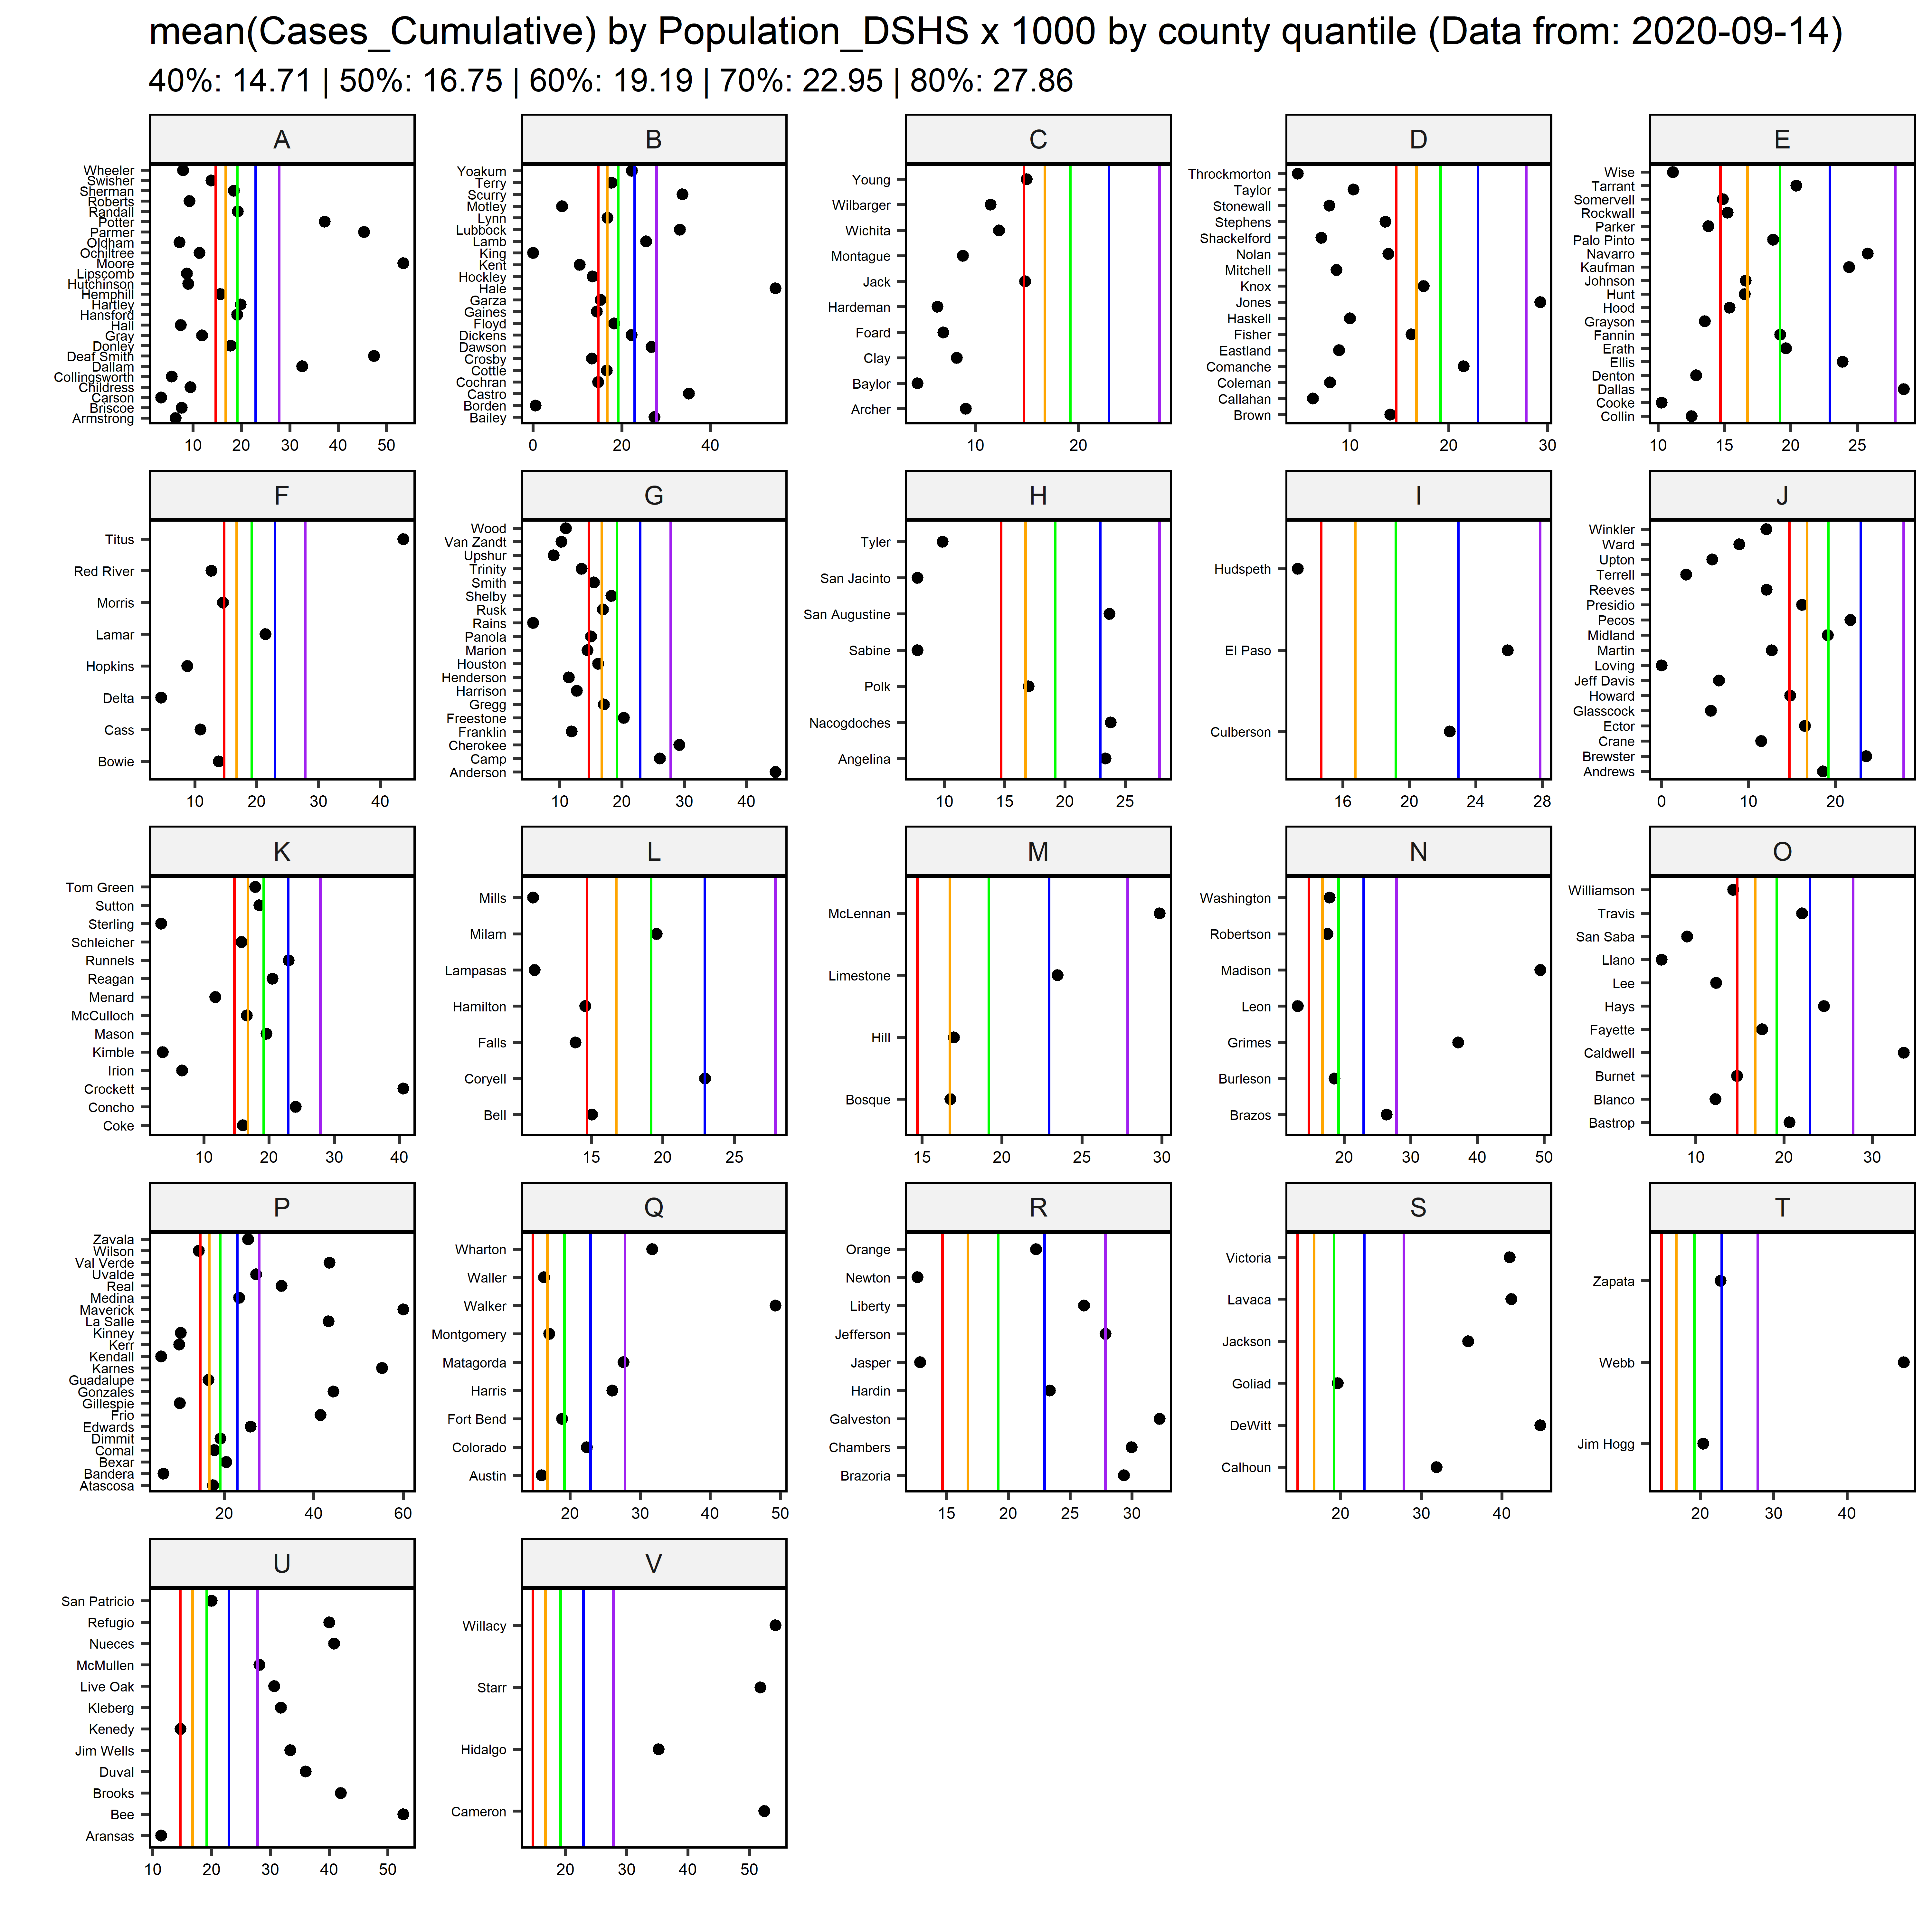 mean(Cases_Cumulative) by Population_DSHS x 1000 by county quantile (Data from: 2020-09-14)
40%: 14.71 | 50%: 16.75 | 60%: 19.19 | 70%: 22.95 | 80%: 27.86
A
Wheeler
Swisher
Sherman
Roberts
Randall
Potter
Parmer
Oldham
Ochiltree
Moore
Lipscomb
Hutchinson
Hemphill
Hartley
Hansford
Hall
Gray
Donley
Deaf Smith
Dallam
Collingsworth
Childress
Carson
Briscoe
Armstrong
10 20 30 40 50
B
Yoakum
Terry
Scurry
Motley
Lynn
Lubbock
Lamb
King
Kent
Hockley
Hale
Garza
Gaines
Floyd
Dickens
Dawson
Crosby
Cottle
Cochran
Castro
Borden
Bailey
0 20 40
C
Young
Wilbarger
Wichita
Montague
Jack
Hardeman
Foard
Clay
Baylor
Archer
10 20
D
Throckmorton
Taylor
Stonewall
Stephens
Shackelford
Nolan
Mitchell
Knox
Jones
Haskell
Fisher
Eastland
Comanche
Coleman
Callahan
Brown
10 20 30
E
Wise
Tarrant
Somervell
Rockwall
Parker
Palo Pinto
Navarro
Kaufman
Johnson
Hunt
Hood
Grayson
Fannin
Erath
Ellis
Denton
Dallas
Cooke
Collin
10 15 20 25
F
Titus
Red River
Morris
Lamar
Hopkins
Delta
Cass
Bowie
10 20 30 40
G
Wood
Van Zandt
Upshur
Trinity
Smith
Shelby
Rusk
Rains
Panola
Marion
Houston
Henderson
Harrison
Gregg
Freestone
Franklin
Cherokee
Camp
Anderson
10 20 30 40
H
Tyler
San Jacinto
San Augustine
Sabine
Polk
Nacogdoches
Angelina
10 15 20 25
I
Hudspeth
El Paso
Culberson
16 20 24 28
J
Winkler
Ward
Upton
Terrell
Reeves
Presidio
Pecos
Midland
Martin
Loving
Jeff Davis
Howard
Glasscock
Ector
Crane
Brewster
Andrews
0 10 20
K
Tom Green
Sutton
Sterling
Schleicher
Runnels
Reagan
Menard
McCulloch
Mason
Kimble
Irion
Crockett
Concho
Coke
10 20 30 40
L
Mills
Milam
Lampasas
Hamilton
Falls
Coryell
Bell
15 20 25
M
McLennan
Limestone
Hill
Bosque
15 20 25 30
N
Washington
Robertson
Madison
Leon
Grimes
Burleson
Brazos
20 30 40 50
O
Williamson
Travis
San Saba
Llano
Lee
Hays
Fayette
Caldwell
Burnet
Blanco
Bastrop
10 20 30
P
Zavala
Wilson
Val Verde
Uvalde
Real
Medina
Maverick
La Salle
Kinney
Kerr
Kendall
Karnes
Guadalupe
Gonzales
Gillespie
Frio
Edwards
Dimmit
Comal
Bexar
Bandera
Atascosa
20 40 60
Q
Wharton
Waller
Walker
Montgomery
Matagorda
Harris
Fort Bend
Colorado
Austin
20 30 40 50
R
Orange
Newton
Liberty
Jefferson
Jasper
Hardin
Galveston
Chambers
Brazoria
15 20 25 30
S
Victoria
Lavaca
Jackson
Goliad
DeWitt
Calhoun
20 30 40
T
Zapata
Webb
Jim Hogg
20 30 40
U
San Patricio
Refugio
Nueces
McMullen
Live Oak
Kleberg
Kenedy
Jim Wells
Duval
Brooks
Bee
Aransas
10 20 30 40 50
V
Willacy
Starr
Hidalgo
Cameron
20 30 40 50